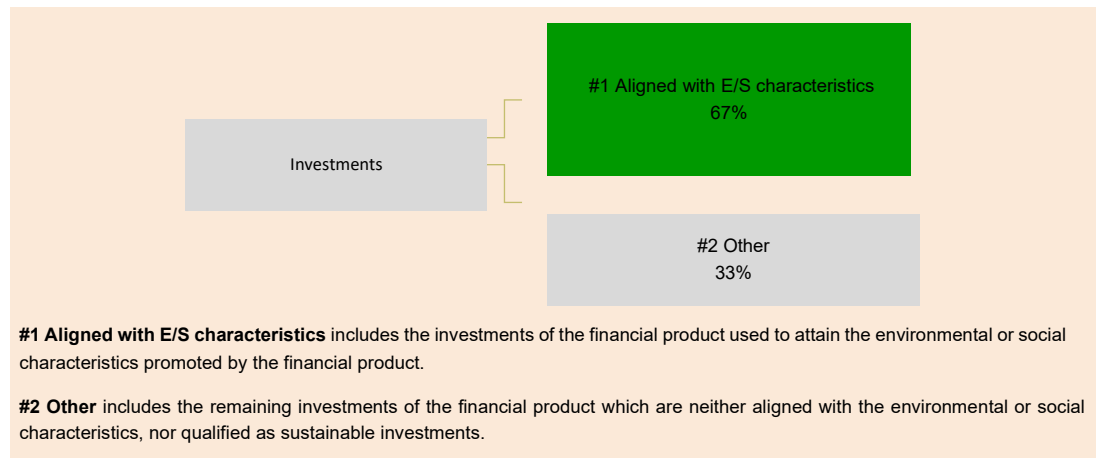 #1 Aligned with E/S characteristics
67%
Investments
#2 Other
33%
#1 Aligned with E/S characteristics includes the investments of the financial product used to attain the environmental or social
characteristics promoted by the financial product.
#2 Other includes the remaining investments of the financial product which are neither aligned with the environmental or social
characteristics, nor qualified as sustainable investments.